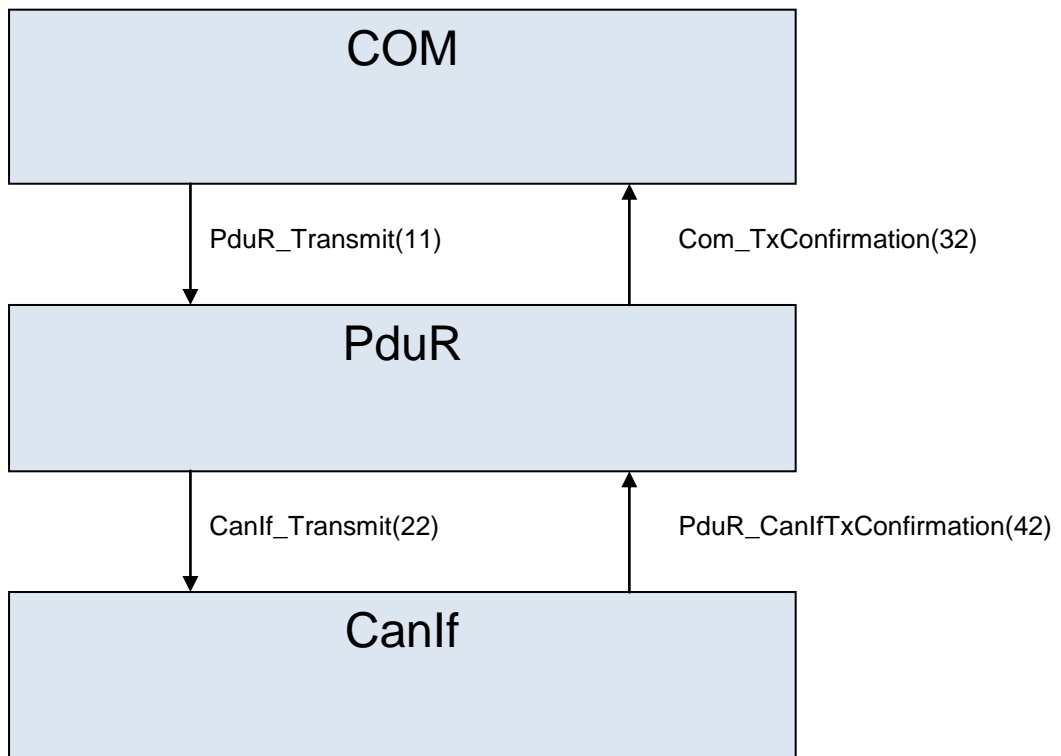 COM
PduR_Transmit(11)
Com_TxConfirmation(32)
PduR
CanIf_Transmit(22)
PduR_CanIfTxConfirmation(42)
CanIf